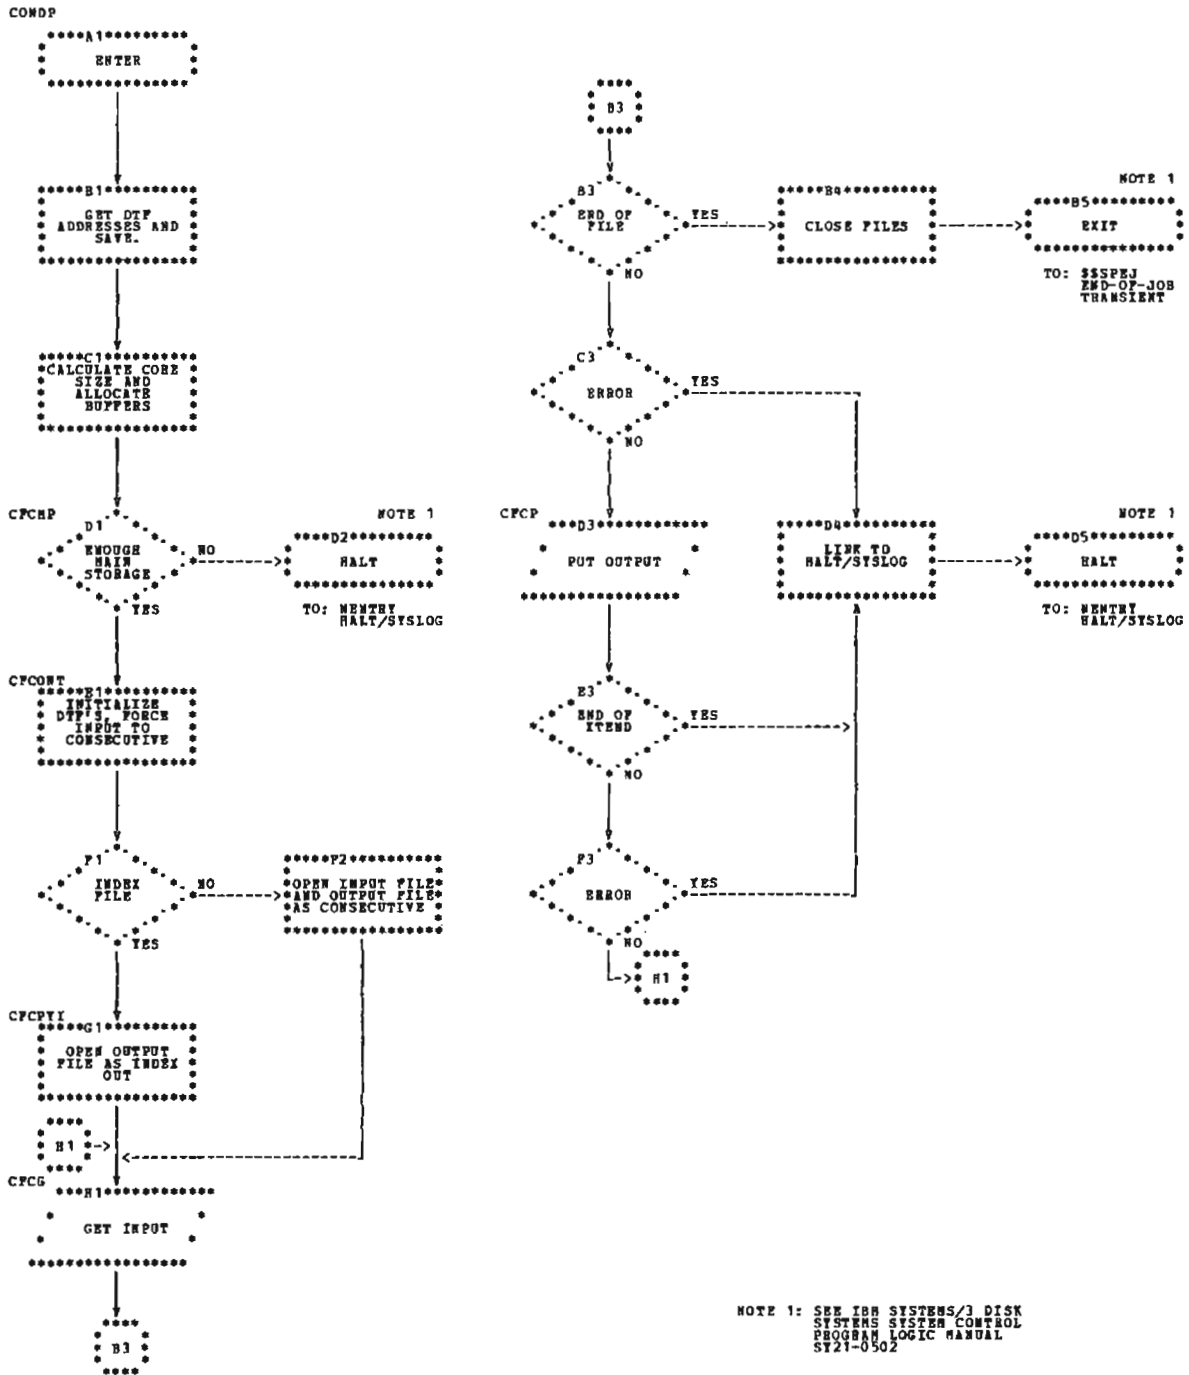 CONDP
A1
ENTER
B1
GET DTF
ADDRESSES AND
SAVE.
C1
CALCULATE CORE
SIZE AND
ALLOCATE
BUFFERS
CFCMP
D1
ENOUGH
MAIN
STORAGE
NO
YES
NOTE 1
D2
HALT
TO: NENTRY
HALT/SYSLOG
CFCONT
E1
INITIALIZE
DTF'S, FORCE
INPUT TO
CONSECUTIVE
F1
INDEX
FILE
NO
YES
F2
OPEN INPUT FILE
AND OUTPUT FILE
AS CONSECUTIVE
CFCPYI
G1
OPEN OUTPUT
FILE AS INDEX
OUT
H1
CFCG
H1
GET INPUT
B3
B3
B3
END OF
FILE
YES
NO
B4
CLOSE FILES
NOTE 1
B5
EXIT
TO: $$SPEJ
END-OF-JOB
TRANSIENT
C3
ERROR
YES
NO
CFCP
D3
PUT OUTPUT
D4
LINK TO
HALT/SYSLOG
NOTE 1
D5
HALT
TO: NENTRY
HALT/SYSLOG
E3
END OF
XTEND
YES
NO
F3
ERROR
YES
NO
H1
NOTE 1: SEE IBM SYSTEMS/3 DISK
SYSTEMS SYSTEM CONTROL
PROGRAM LOGIC MANUAL
SY21-0502